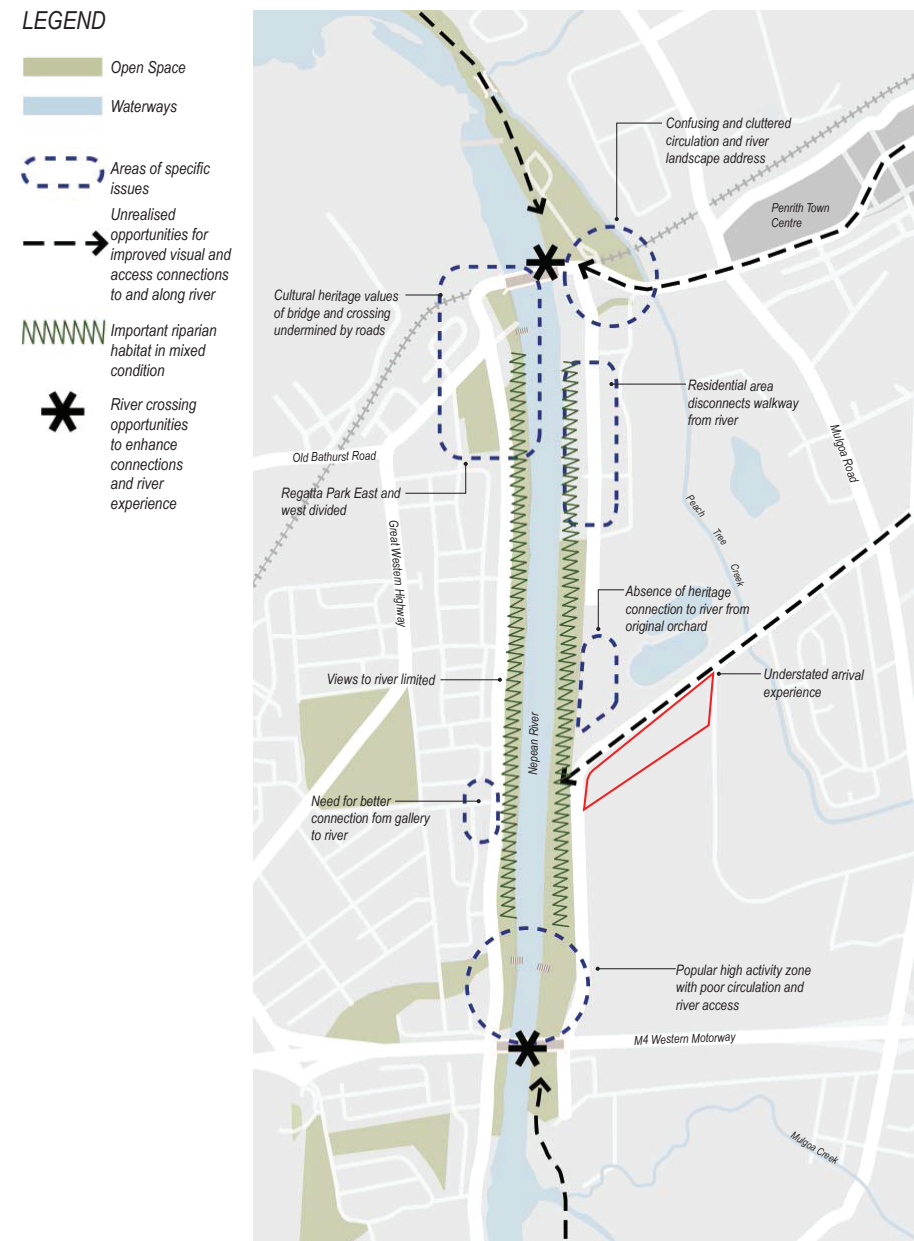 LEGEND
Open Space
Waterways
Areas of specific
issues
Unrealised
opportunities for
improved visual and
access connections
to and along river
Important riparian
habitat in mixed
condition
River crossing
opportunities
to enhance
connections
and river
experience
Confusing and cluttered
circulation and river
landscape address
Penrith Town
Centre
Cultural heritage values
of bridge and crossing
undermined by roads
Residential area
disconnects walkway
from river
Mulgoa Road
Old Bathurst Road
Regatta Park East and
west divided
Great Western Highway
Peach Tree Creek
Absence of heritage
connection to river from
original orchard
Views to river limited
Understated arrival
experience
Nepean River
Need for better
connection fom gallery
to river
Popular high activity zone
with poor circulation and
river access
M4 Western Motorway
Mulgoa Creek